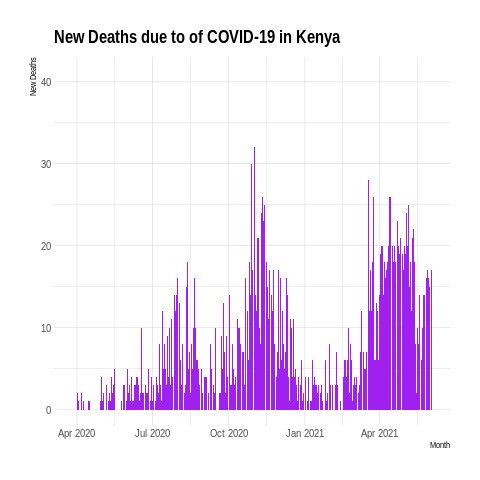 New Deaths due to of COVID-19 in Kenya
New Deaths
40
30
20
10
0
Apr 2020 Jul 2020 Oct 2020 Jan 2021 Apr 2021
Month